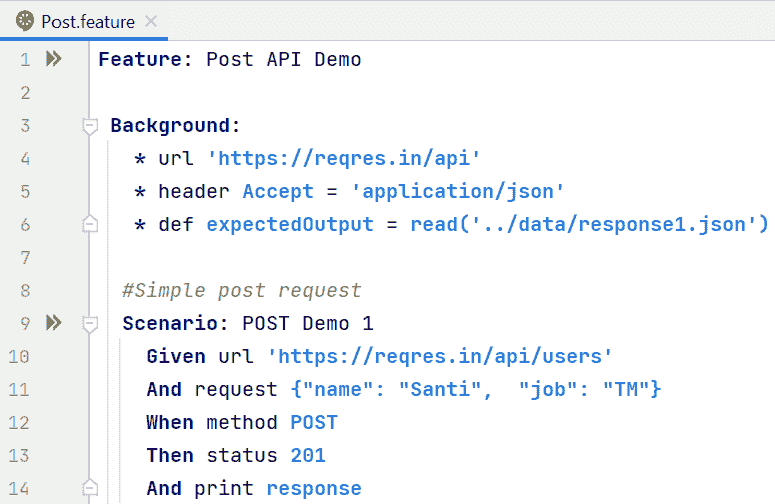 Post.feature
1 Feature: Post API Demo
2
3 Background:
4 * url 'https://reqres.in/api'
5 * header Accept = 'application/json'
6 * def expectedOutput = read('../data/response1.json')
7
8 #Simple post request
9 Scenario: POST Demo 1
10 Given url 'https://reqres.in/api/users'
11 And request {"name": "Santi",  "job": "TM"}
12 When method POST
13 Then status 201
14 And print response